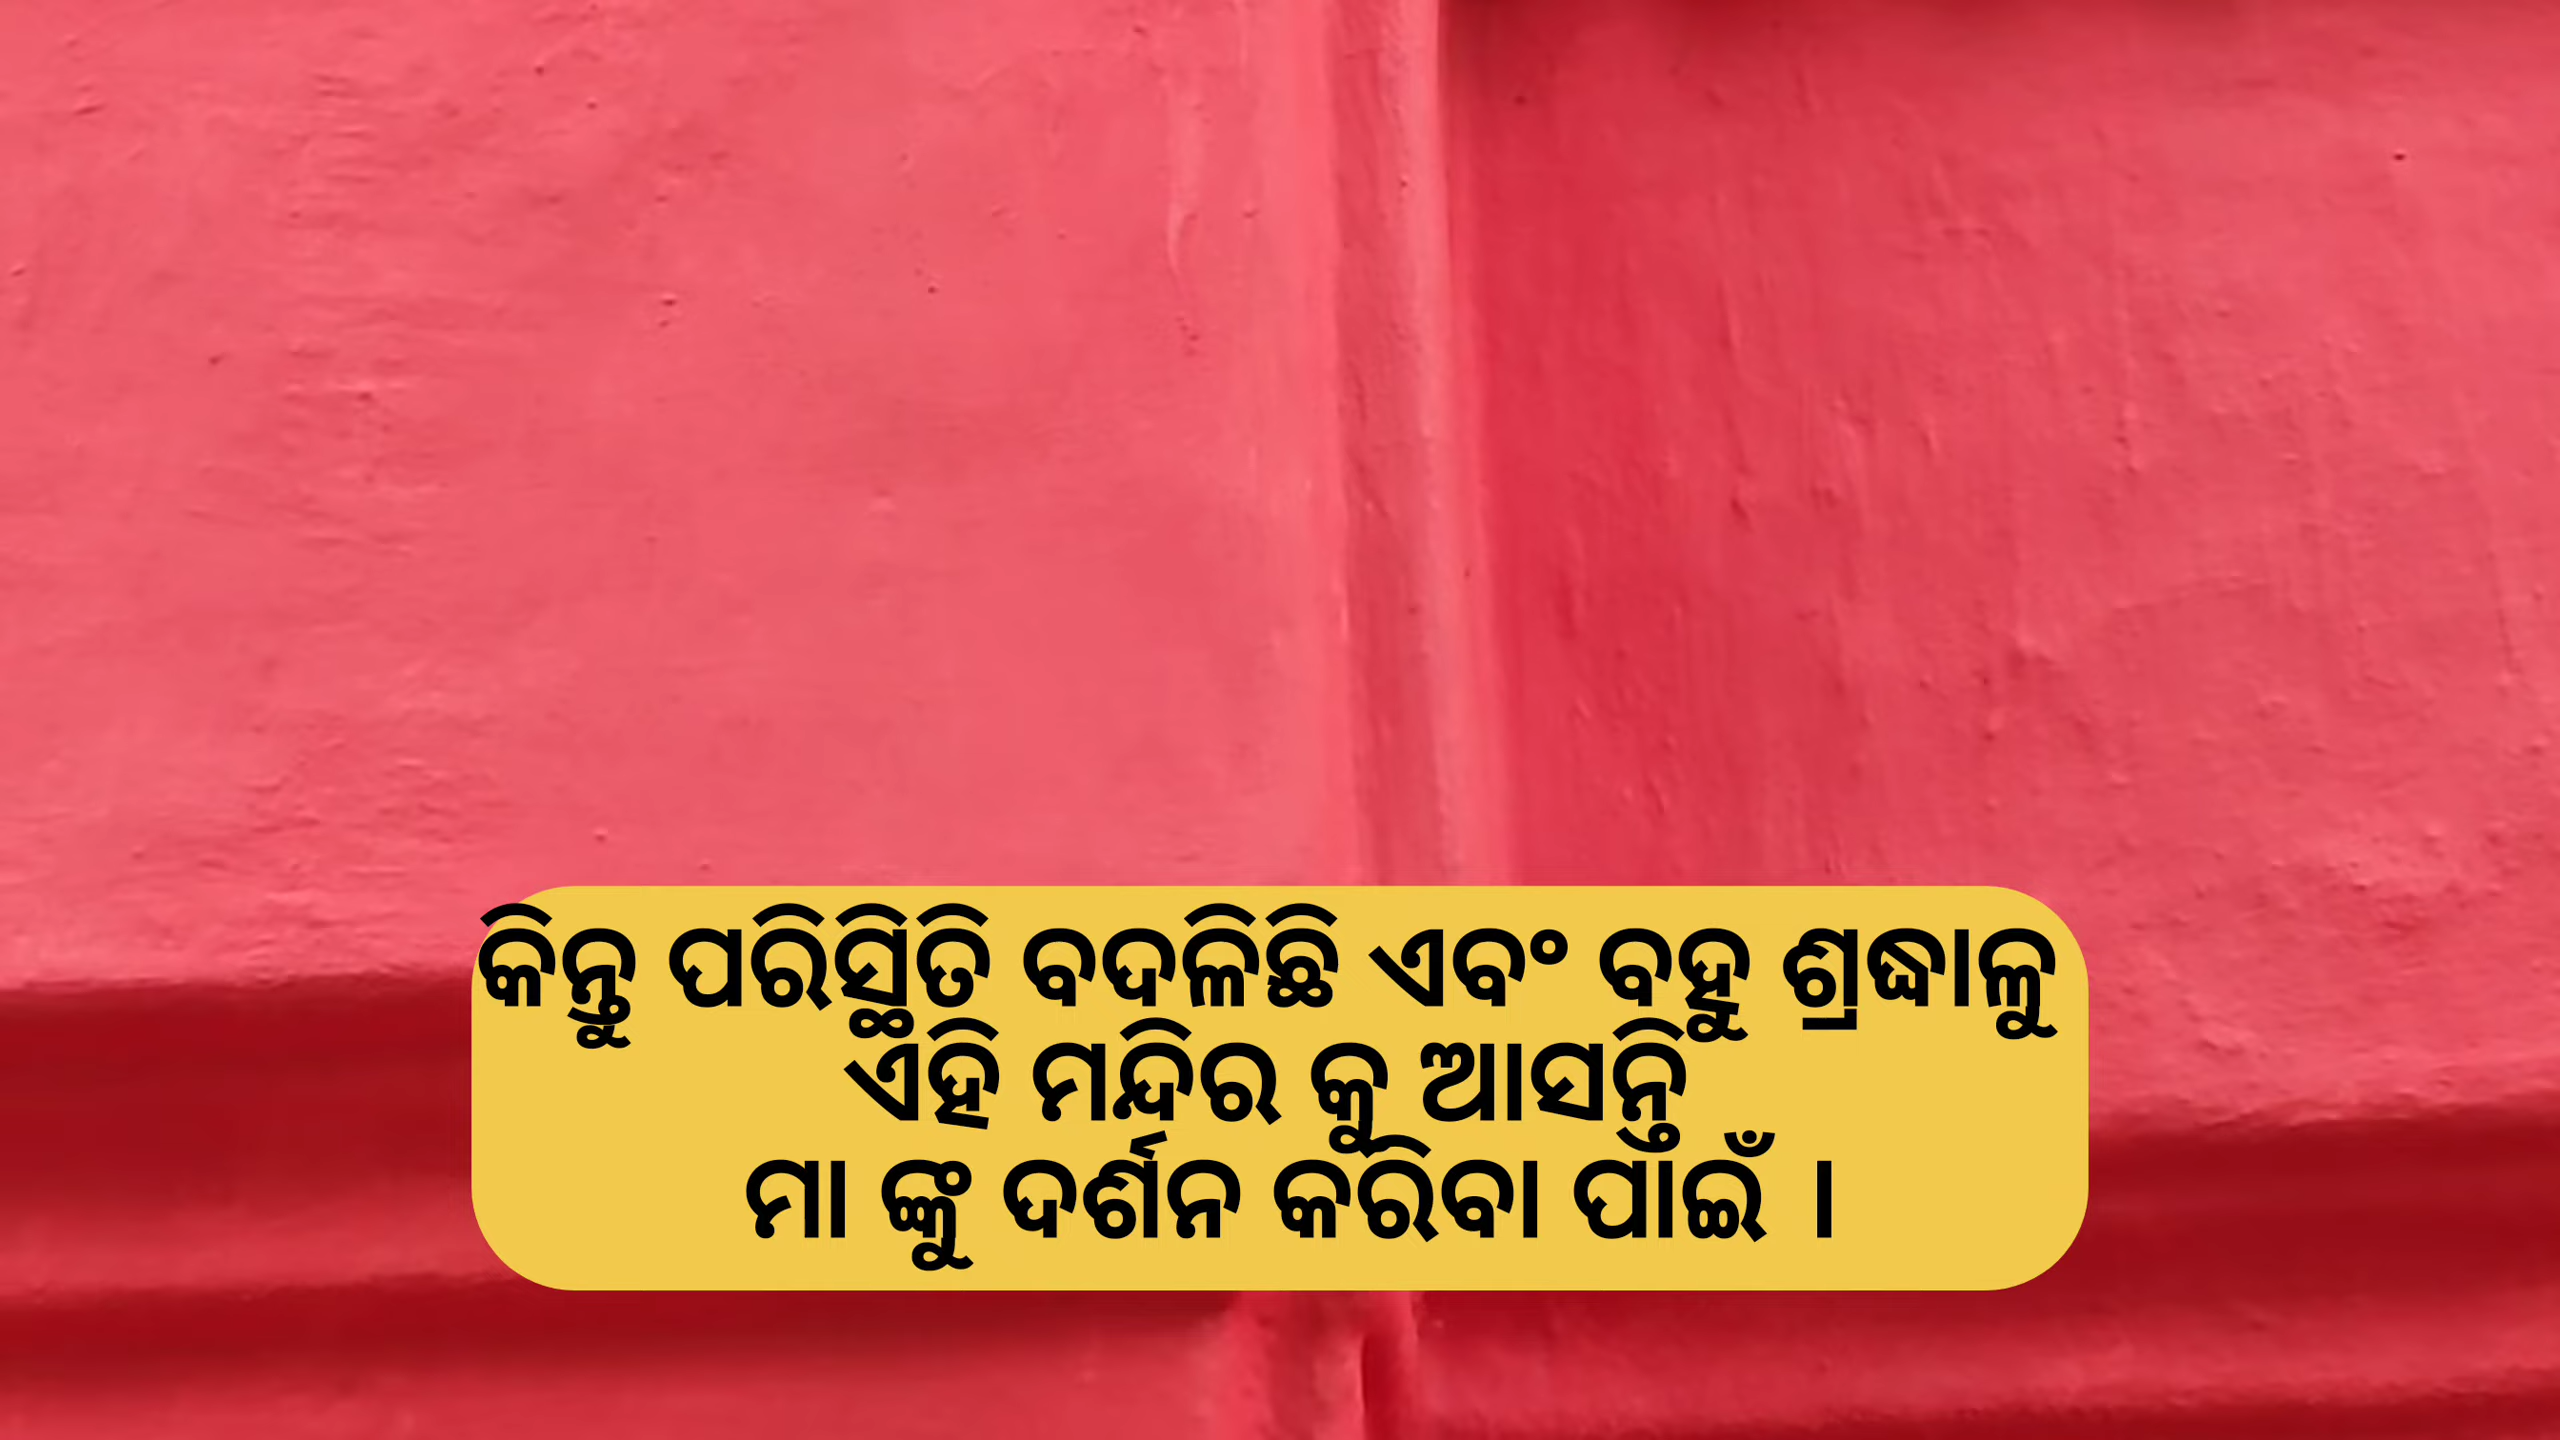 କିନ୍ତୁ ପରିସ୍ଥିତି ବଦଳିଛି ଏବଂ ବହୁ ଶ୍ରଦ୍ଧାଳୁ
ଏହି ମନ୍ଦିର କୁ ଆସନ୍ତି
ମା ଙ୍କୁ ଦର୍ଶନ କରିବା ପାଇଁ ।